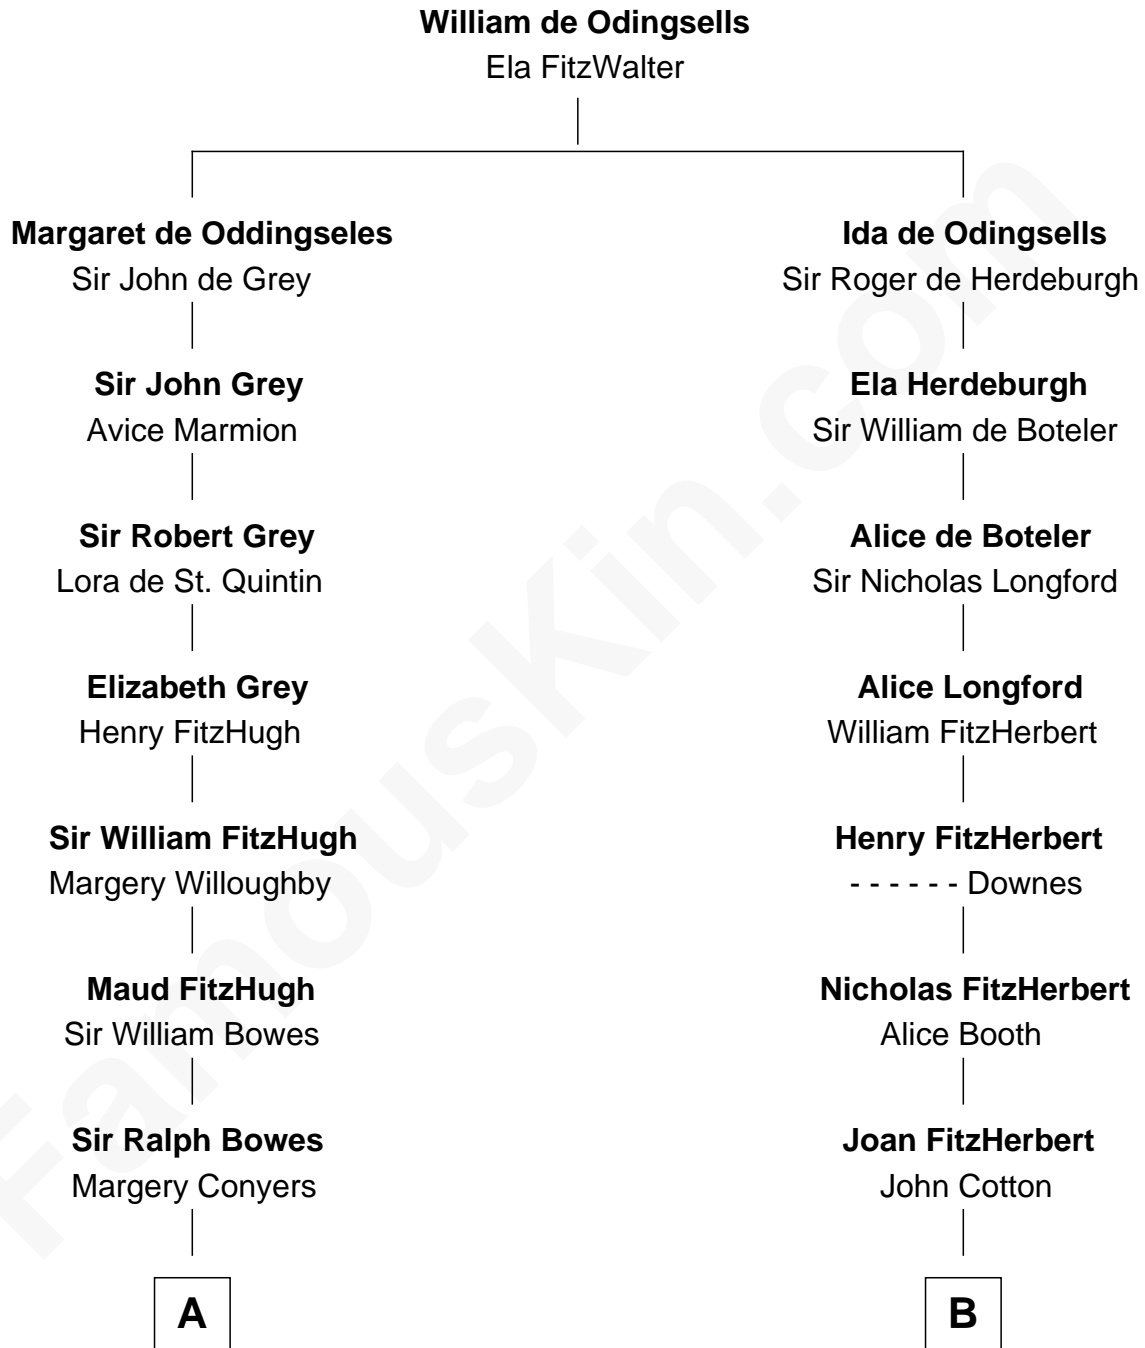 William de Odingsells
Ela FitzWalter
Margaret de Oddingseles
Sir John de Grey
Ida de Odingsells
Sir Roger de Herdeburgh
Sir John Grey
Avice Marmion
Ela Herdeburgh
Sir William de Boteler
Sir Robert Grey
Lora de St. Quintin
Alice de Boteler
Sir Nicholas Longford
Elizabeth Grey
Henry FitzHugh
Alice Longford
William FitzHerbert
Sir William FitzHugh
Margery Willoughby
Henry FitzHerbert
- - - - - - Downes
Maud FitzHugh
Sir William Bowes
Nicholas FitzHerbert
Alice Booth
Sir Ralph Bowes
Margery Conyers
Joan FitzHerbert
John Cotton
A
B
FamousKin.com